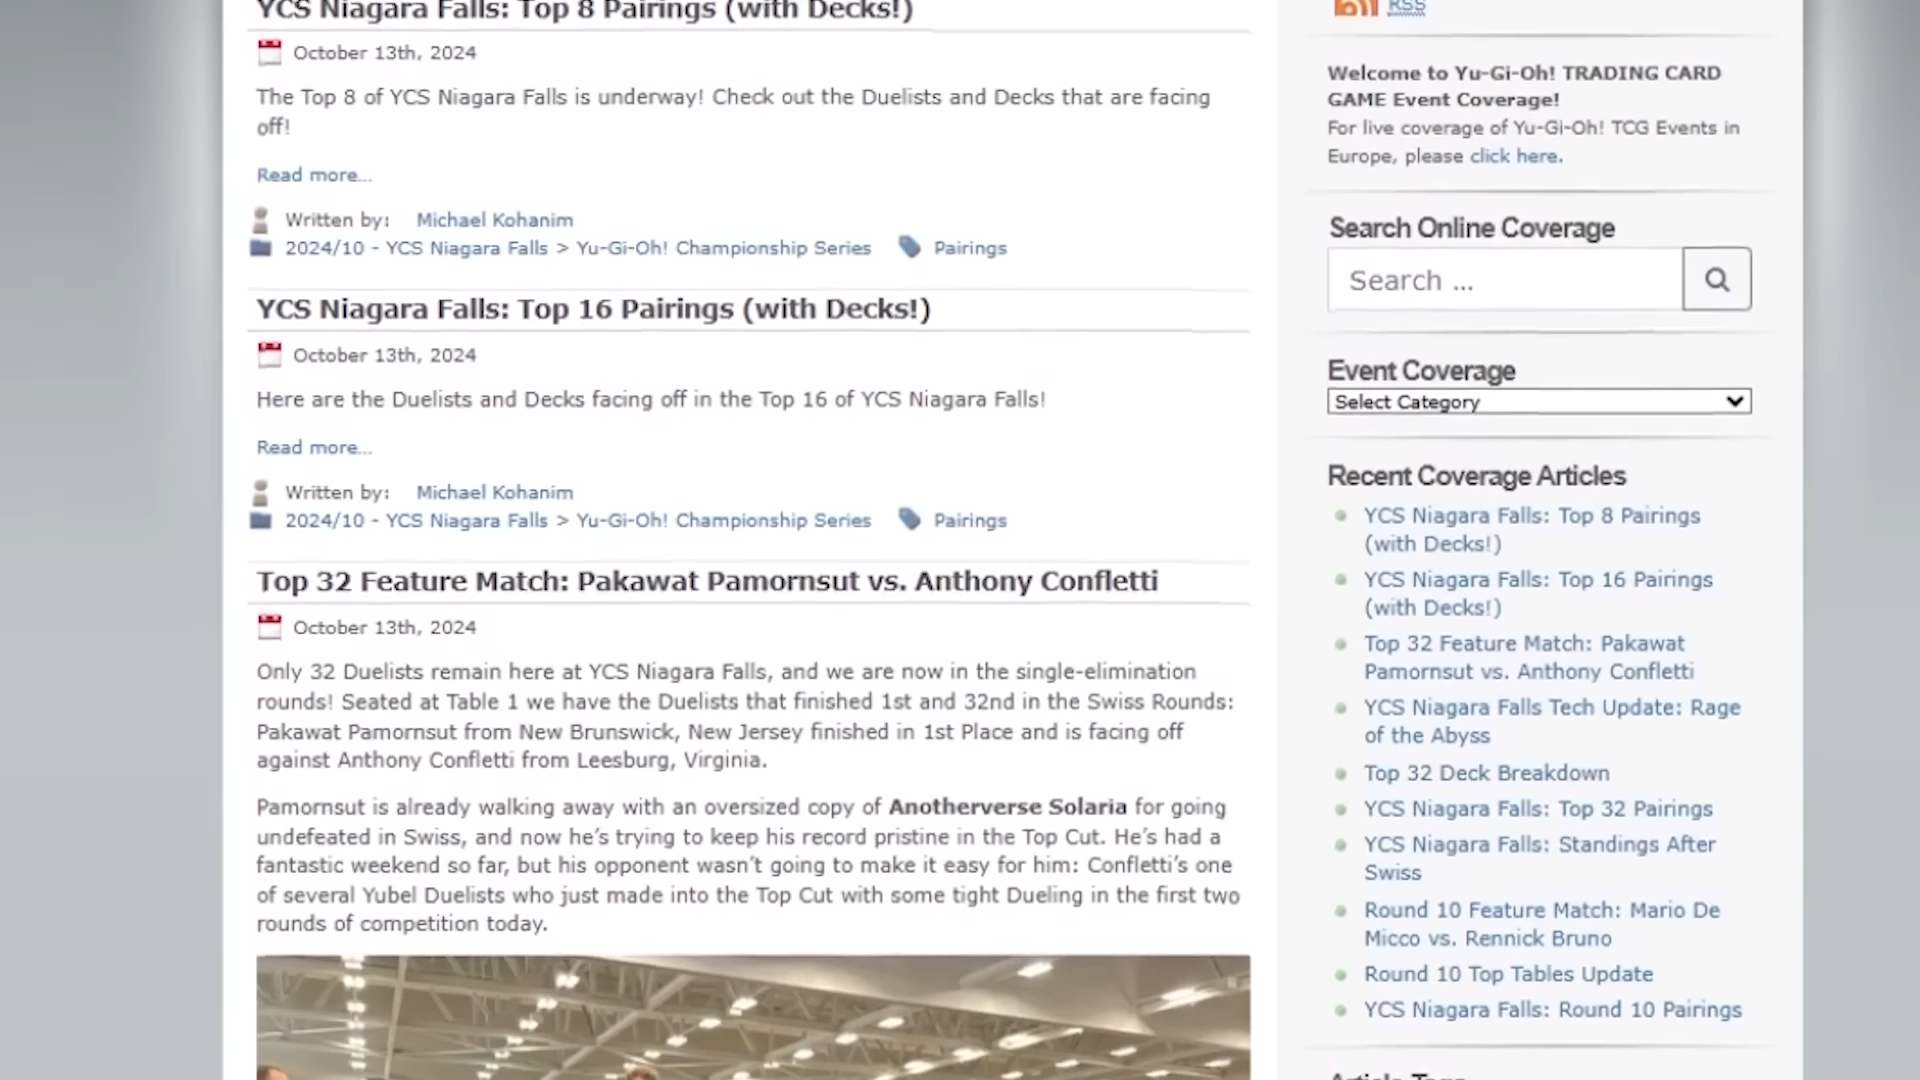 YCS Niagara Falls: Top 8 Pairings (with Decks!)
October 13th, 2024
The Top 8 of YCS Niagara Falls is underway! Check out the Duelists and Decks that are facing
off!
Read more...
Written by: Michael Kohanim
2024/10 - YCS Niagara Falls > Yu-Gi-Oh! Championship Series Pairings
YCS Niagara Falls: Top 16 Pairings (with Decks!)
October 13th, 2024
Here are the Duelists and Decks facing off in the Top 16 of YCS Niagara Falls!
Read more...
Written by: Michael Kohanim
2024/10 - YCS Niagara Falls > Yu-Gi-Oh! Championship Series Pairings
Top 32 Feature Match: Pakawat Pamornsut vs. Anthony Confletti
October 13th, 2024
Only 32 Duelists remain here at YCS Niagara Falls, and we are now in the single-elimination
rounds! Seated at Table 1 we have the Duelists that finished 1st and 32nd in the Swiss Rounds:
Pakawat Pamornsut from New Brunswick, New Jersey finished in 1st Place and is facing off
against Anthony Confletti from Leesburg, Virginia.
Pamornsut is already walking away with an oversized copy of Anotherverse Solaria for going
undefeated in Swiss, and now he's trying to keep his record pristine in the Top Cut. He's had a
fantastic weekend so far, but his opponent wasn't going to make it easy for him: Confletti's one
of several Yubel Duelists who just made into the Top Cut with some tight Dueling in the first two
rounds of competition today.
RSS
Welcome to Yu-Gi-Oh! TRADING CARD
GAME Event Coverage!
For live coverage of Yu-Gi-Oh! TCG Events in
Europe, please click here.
Search Online Coverage
Search ...
Event Coverage
Select Category
Recent Coverage Articles
YCS Niagara Falls: Top 8 Pairings
(with Decks!)
YCS Niagara Falls: Top 16 Pairings
(with Decks!)
Top 32 Feature Match: Pakawat
Pamornsut vs. Anthony Confletti
YCS Niagara Falls Tech Update: Rage
of the Abyss
Top 32 Deck Breakdown
YCS Niagara Falls: Top 32 Pairings
YCS Niagara Falls: Standings After
Swiss
Round 10 Feature Match: Mario De
Micco vs. Rennick Bruno
Round 10 Top Tables Update
YCS Niagara Falls: Round 10 Pairings
Article Tags